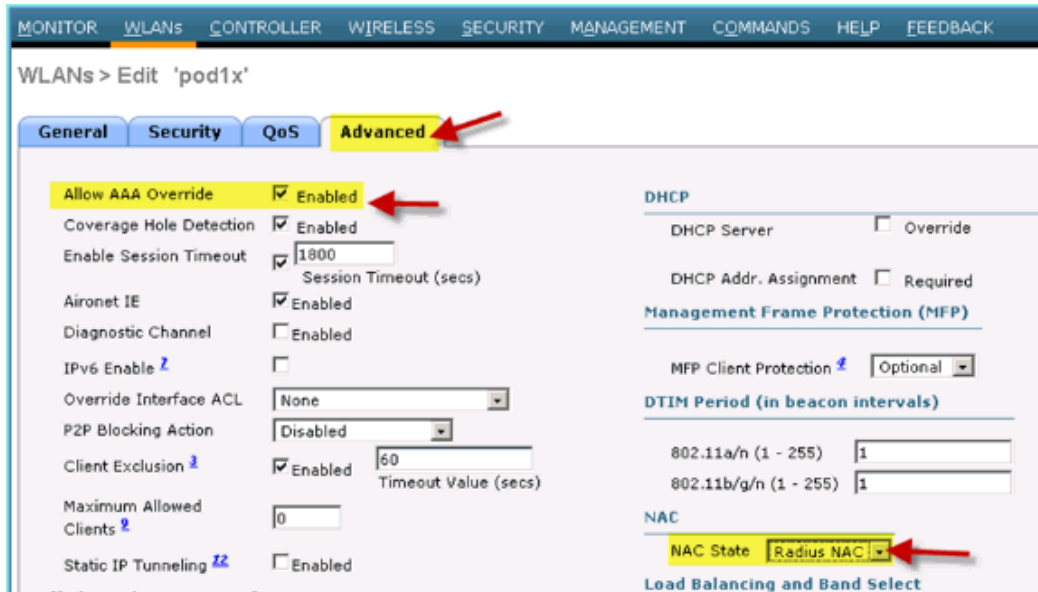 MONITOR WLANs CONTROLLER WIRELESS SECURITY MANAGEMENT COMMANDS HELP FEEDBACK
WLANs > Edit 'pod1x'
General Security QoS Advanced
Allow AAA Override Enabled
Coverage Hole Detection Enabled
Enable Session Timeout 1800
Session Timeout (secs)
Aironet IE Enabled
Diagnostic Channel Enabled
IPv6 Enable 7
Override Interface ACL None
P2P Blocking Action Disabled
Client Exclusion 3 Enabled 60
Timeout Value (secs)
Maximum Allowed
Clients 9 0
Static IP Tunneling 12 Enabled
DHCP
DHCP Server Override
DHCP Addr. Assignment Required
Management Frame Protection (MFP)
MFP Client Protection 4 Optional
DTIM Period (in beacon intervals)
802.11a/n (1 - 255) 1
802.11b/g/n (1 - 255) 1
NAC
NAC State Radius NAC
Load Balancing and Band Select